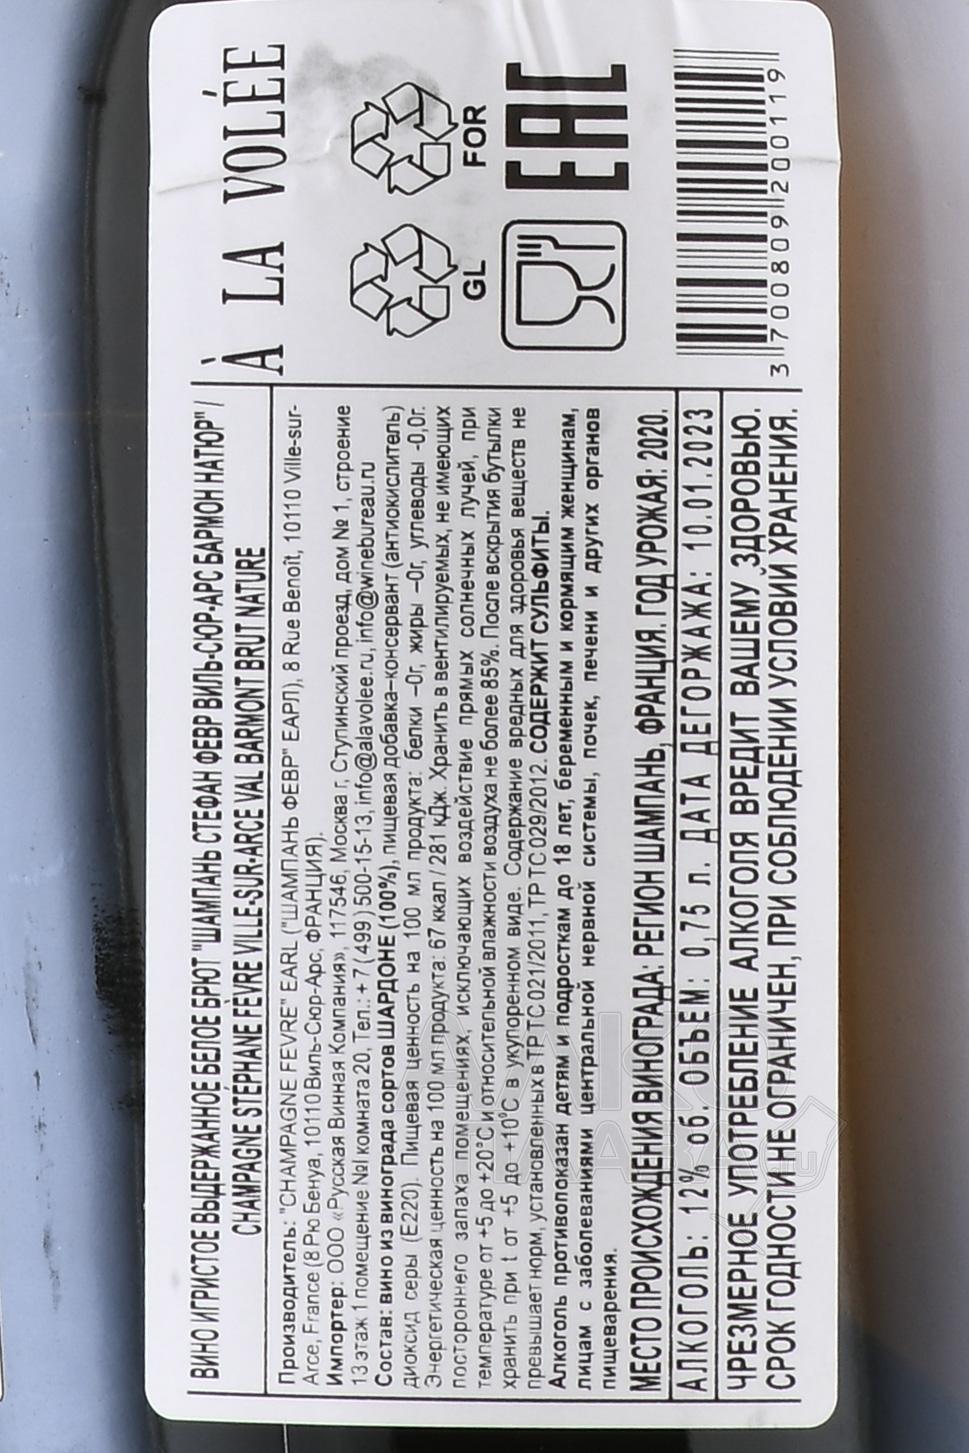 ВИНО ИГРИСТОЕ ВЫДЕРЖАННОЕ БЕЛОЕ БРЮТ "ШАМПАНЬ СТЕФАН ФЕВР ВИЛЬ-СЮР-АРС БАРМОН НАТЮР" /
CHAMPAGNE STÉPHANE FÈVRE VILLE-SUR-ARCE VAL BARMONT BRUT NATURE
Производитель: "CHAMPAGNE FEVRE" EARL ("ШАМПАНЬ ФЕВР" ЕАРЛ), 8 Rue Benoît, 10110 Ville-sur-
Arce, France (8 Рю Бенуа, 10110 Виль-Сюр-Арс, ФРАНЦИЯ).
Импортер: ООО «Русская Винная Компания», 117546, Москва г, Ступинский проезд, дом № 1, строение
13 этаж 1 помещение №I комната 20, Тел.: + 7 (499) 500-15-13, info@alavolee.ru, info@winebureau.ru
Состав: вино из винограда сортов ШАРДОНЕ (100%), пищевая добавка–консервант (антиокислитель)
диоксид серы (Е220). Пищевая ценность на 100 мл продукта: белки –0г, жиры –0г, углеводы -0,0г.
Энергетическая ценность на 100 мл продукта: 67 ккал / 281 кДж. Хранить в вентилируемых, не имеющих
постороннего запаха помещениях, исключающих воздействие прямых солнечных лучей, при
температуре от +5 до +20°С и относительной влажности воздуха не более 85%. После вскрытия бутылки
хранить при t от +5 до +10°С в укупоренном виде. Содержание вредных для здоровья веществ не
превышает норм, установленных в ТР ТС 021/2011, ТР ТС 029/2012. СОДЕРЖИТ СУЛЬФИТЫ.
Алкоголь противопоказан детям и подросткам до 18 лет, беременным и кормящим женщинам,
лицам с заболеваниями центральной нервной системы, почек, печени и других органов
пищеварения.
МЕСТО ПРОИСХОЖДЕНИЯ ВИНОГРАДА: РЕГИОН ШАМПАНЬ, ФРАНЦИЯ. ГОД УРОЖАЯ: 2020.
АЛКОГОЛЬ: 12% об. ОБЪЕМ: 0,75 л. ДАТА ДЕГОРЖАЖА: 10.01.2023
ЧРЕЗМЕРНОЕ УПОТРЕБЛЕНИЕ АЛКОГОЛЯ ВРЕДИТ ВАШЕМУ ЗДОРОВЬЮ.
СРОК ГОДНОСТИ НЕ ОГРАНИЧЕН, ПРИ СОБЛЮДЕНИИ УСЛОВИЙ ХРАНЕНИЯ.
À LA VOLÉE
GL FOR
EAC
3 700809 200119